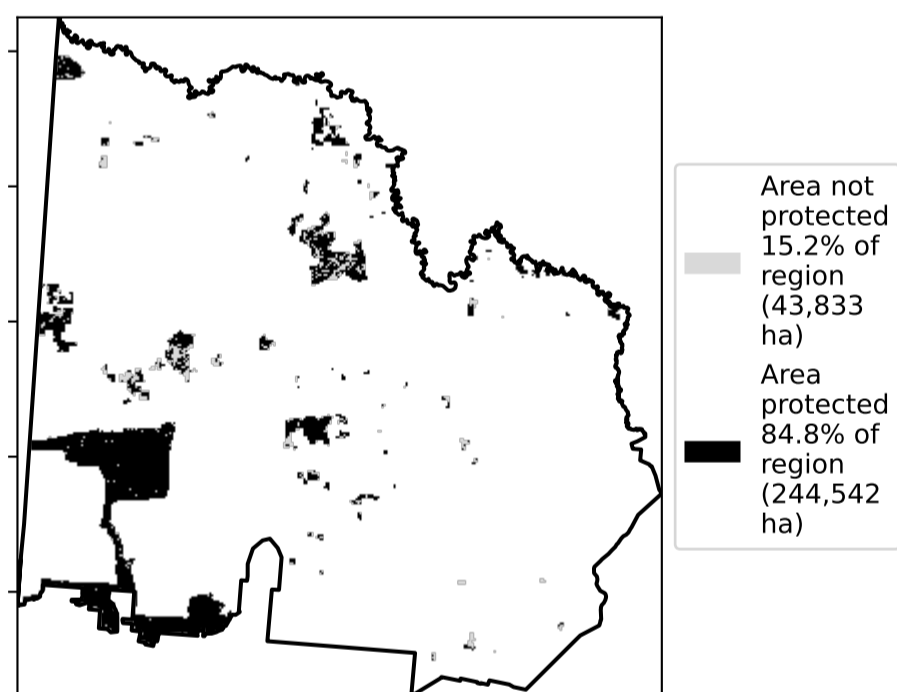 Area not
protected
15.2% of
region
(43,833
ha)
Area
protected
84.8% of
region
(244,542
ha)